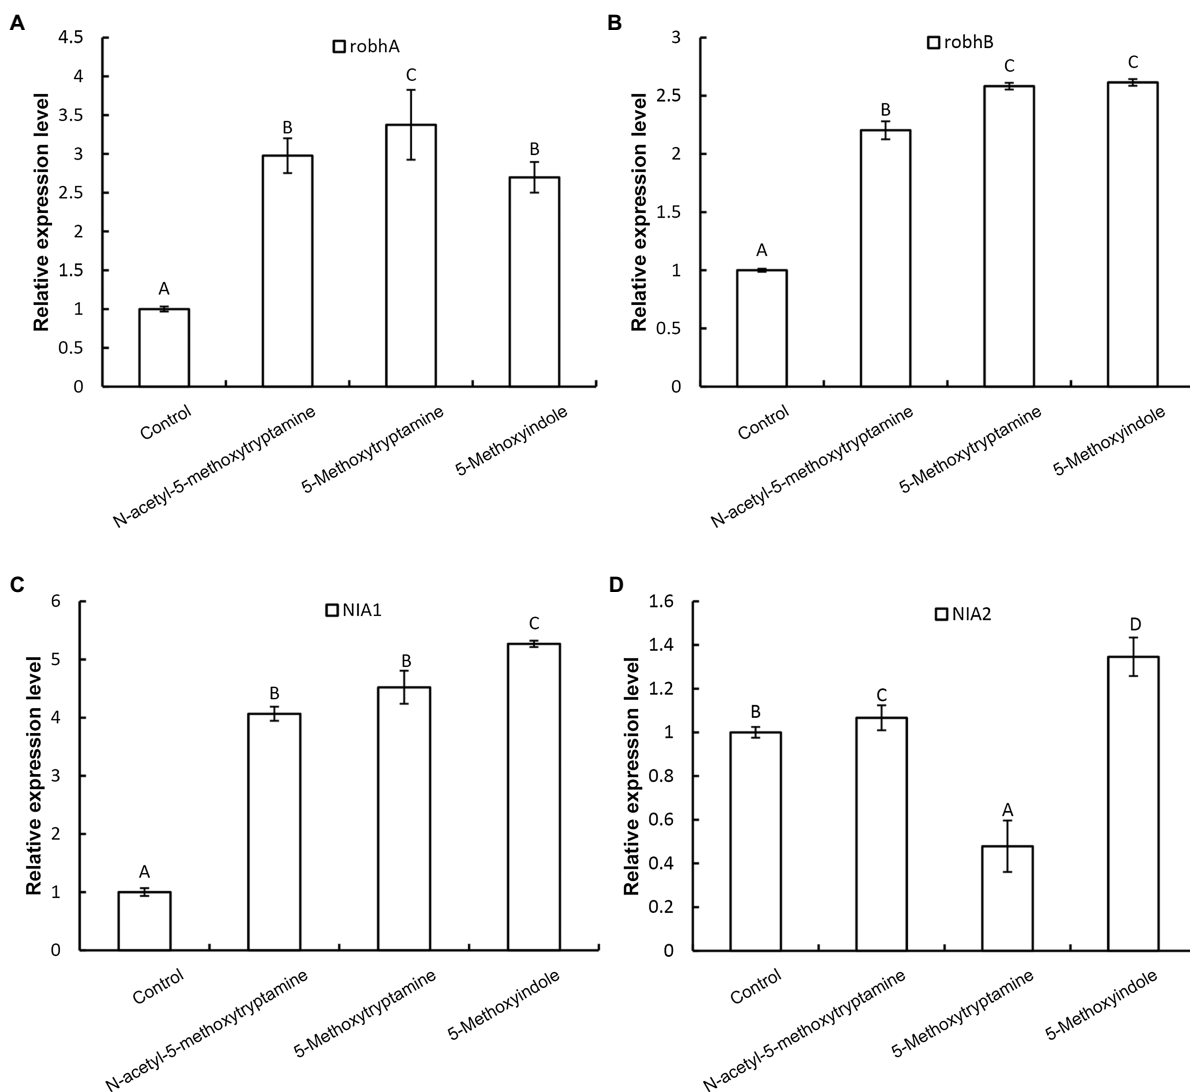 A
Relative expression level
robhA
4.5
4
3.5
3
2.5
2
1.5
1
0.5
0
A
B
C
B
Control
N-acetyl-5-methoxytryptamine
5-Methoxytryptamine
5-Methoxyindole
B
Relative expression level
robhB
3
2.5
2
1.5
1
0.5
0
A
B
C
C
Control
N-acetyl-5-methoxytryptamine
5-Methoxytryptamine
5-Methoxyindole
C
Relative expression level
NIA1
6
5
4
3
2
1
0
A
B
B
C
Control
N-acetyl-5-methoxytryptamine
5-Methoxytryptamine
5-Methoxyindole
D
Relative expression level
NIA2
1.6
1.4
1.2
1
0.8
0.6
0.4
0.2
0
B
C
A
D
Control
N-acetyl-5-methoxytryptamine
5-Methoxytryptamine
5-Methoxyindole